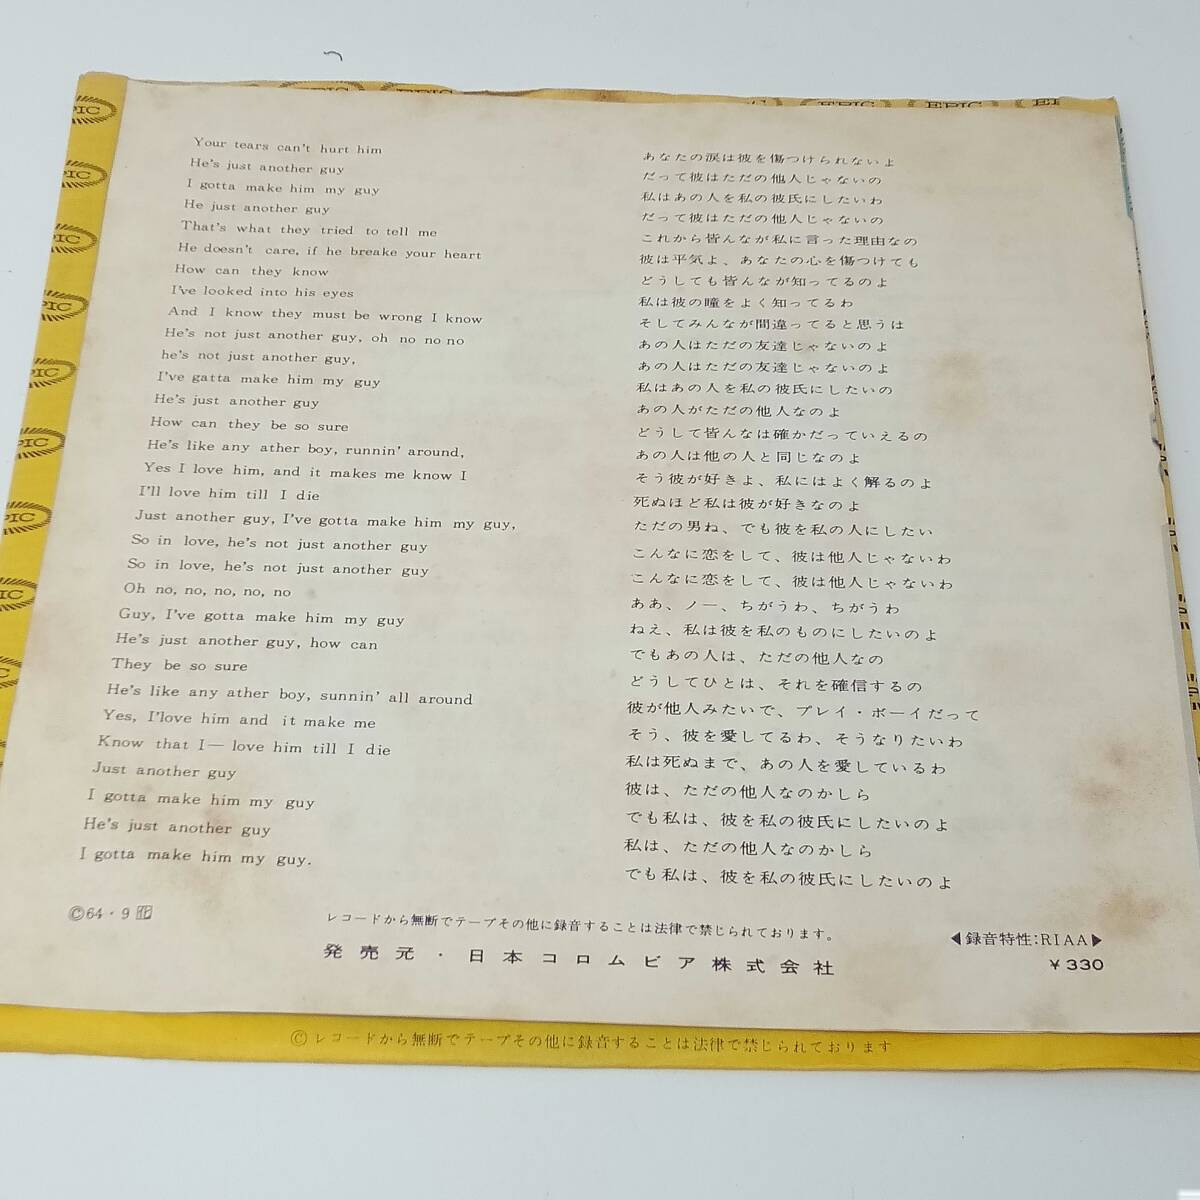 EPIC
EPIC
EPIC
EPIC
Your tears can't hurt him
He's just another guy
I gotta make him my guy
He just another guy
That's what they tried to tell me
He doesn't care, if he breake your heart
How can they know
I've looked into his eyes
And I know they must be wrong I know
He's not just another guy, oh no no no
he's not just another guy,
I've gatta make him my guy
He's just another guy
How can they be so sure
He's like any ather boy, runnin' around,
Yes I love him, and it makes me know I
I'll love him till I die
Just another guy, I've gotta make him my guy,
So in love, he's not just another guy
So in love, he's not just another guy
Oh no, no, no, no, no
Guy, I've gotta make him my guy
He's just another guy, how can
They be so sure
He's like any ather boy, sunnin' all around
Yes, I'love him and it make me
Know that I— love him till I die
Just another guy
I gotta make him my guy
He's just another guy
I gotta make him my guy.
あなたの涙は彼を傷つけられないよ
だって彼はただの他人じゃないの
私はあの人を私の彼氏にしたいわ
だって彼はただの他人じゃないの
これから皆んなが私に言った理由なの
彼は平気よ、あなたの心を傷つけても
どうしても皆んなが知ってるのよ
私は彼の瞳をよく知ってるわ
そしてみんなが間違ってると思うは
あの人はただの友達じゃないのよ
あの人はただの友達じゃないのよ
私はあの人を私の彼氏にしたいの
あの人がただの他人なのよ
どうして皆んなは確かだっていえるの
あの人は他の人と同じなのよ
そう彼が好きよ、私にはよく解るのよ
死ぬほど私は彼が好きなのよ
ただの男ね、でも彼を私の人にしたい
こんなに恋をして、彼は他人じゃないわ
こんなに恋をして、彼は他人じゃないわ
ああ、ノー、ちがうわ、ちがうわ
ねえ、私は彼を私のものにしたいのよ
でもあの人は、ただの他人なの
どうしてひとは、それを確信するの
彼が他人みたいで、プレイ・ボーイだって
そう、彼を愛してるわ、そうなりたいわ
私は死ぬまで、あの人を愛しているわ
彼は、ただの他人なのかしら
でも私は、彼を私の彼氏にしたいのよ
私は、ただの他人なのかしら
でも私は、彼を私の彼氏にしたいのよ
Ⓒ64・9
レコードから無断でテープその他に録音することは法律で禁じられております。
発売元・日本コロムビア株式会社
◀録音特性:RIAA▶
¥330
Ⓒレコードから無断でテープその他に録音することは法律で禁じられております